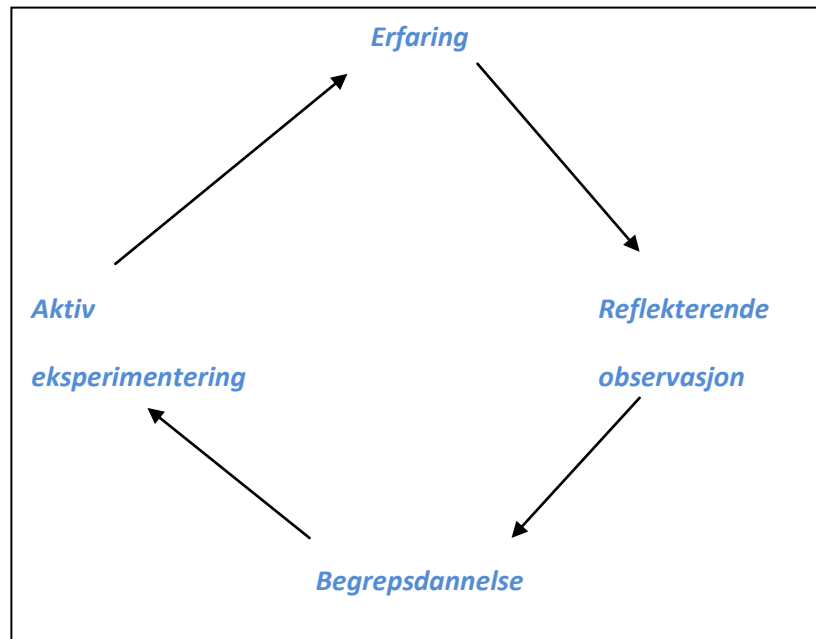 Erfaring
Aktiv
eksperimentering
Reflekterende
observasjon
Begrepsdannelse